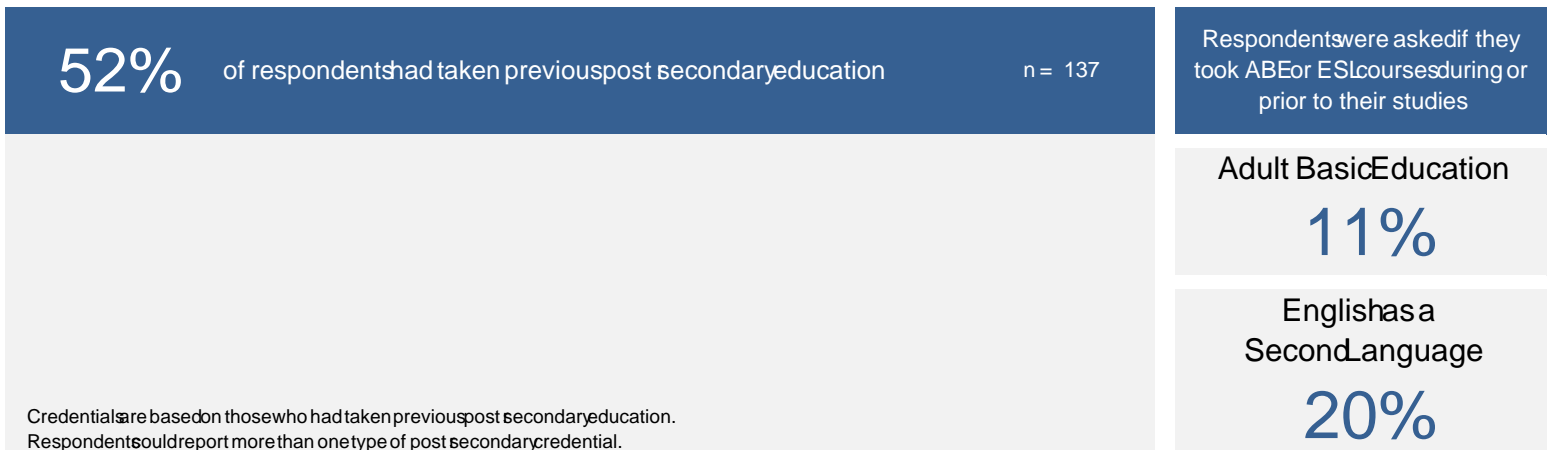 52% of respondents had taken previous post secondary education n = 137
Respondents were asked if they
took ABE or ESL courses during or
prior to their studies
Adult Basic Education
11%
English as a
Second Language
20%
Credentials are based on those who had taken previous post secondary education.
Respondents could report more than one type of post secondary credential.